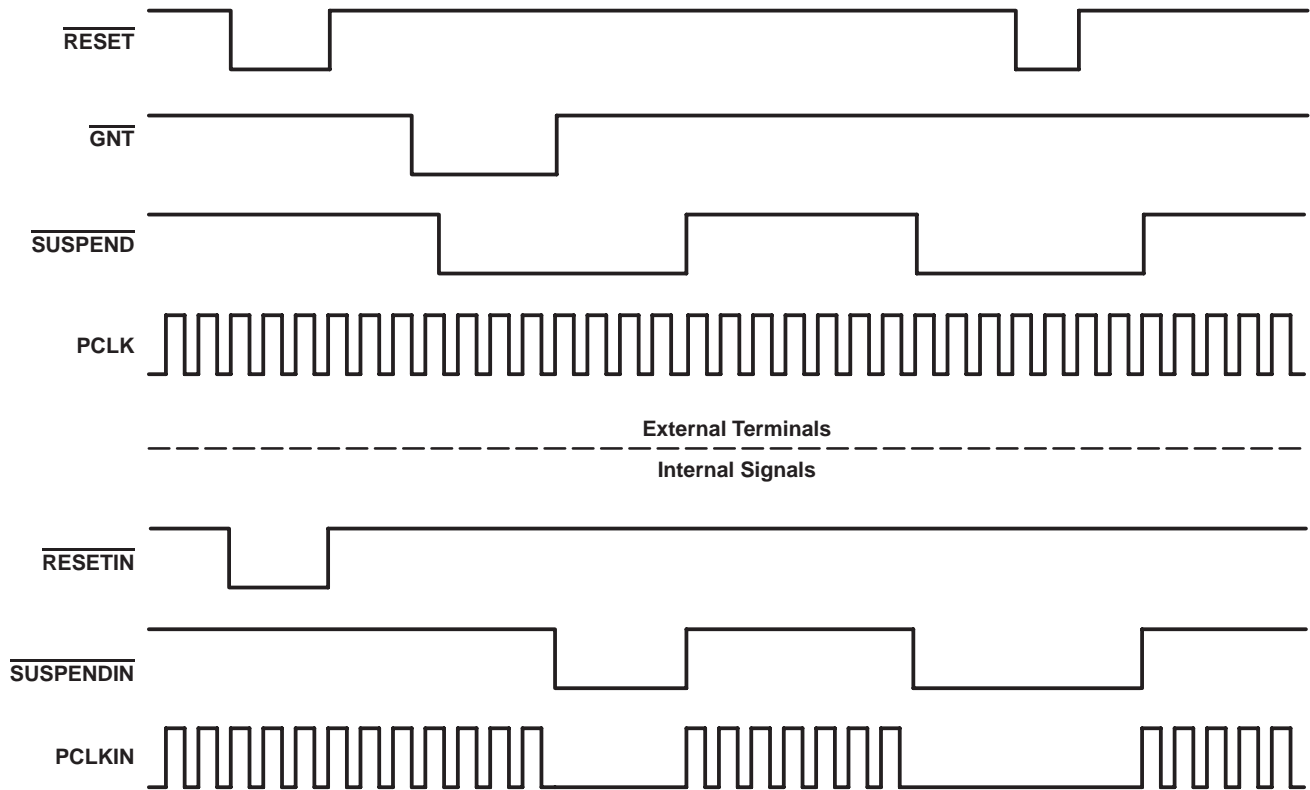 RESET
GNT
SUSPEND
PCLK
External Terminals
Internal Signals
RESETIN
SUSPENDIN
PCLKIN